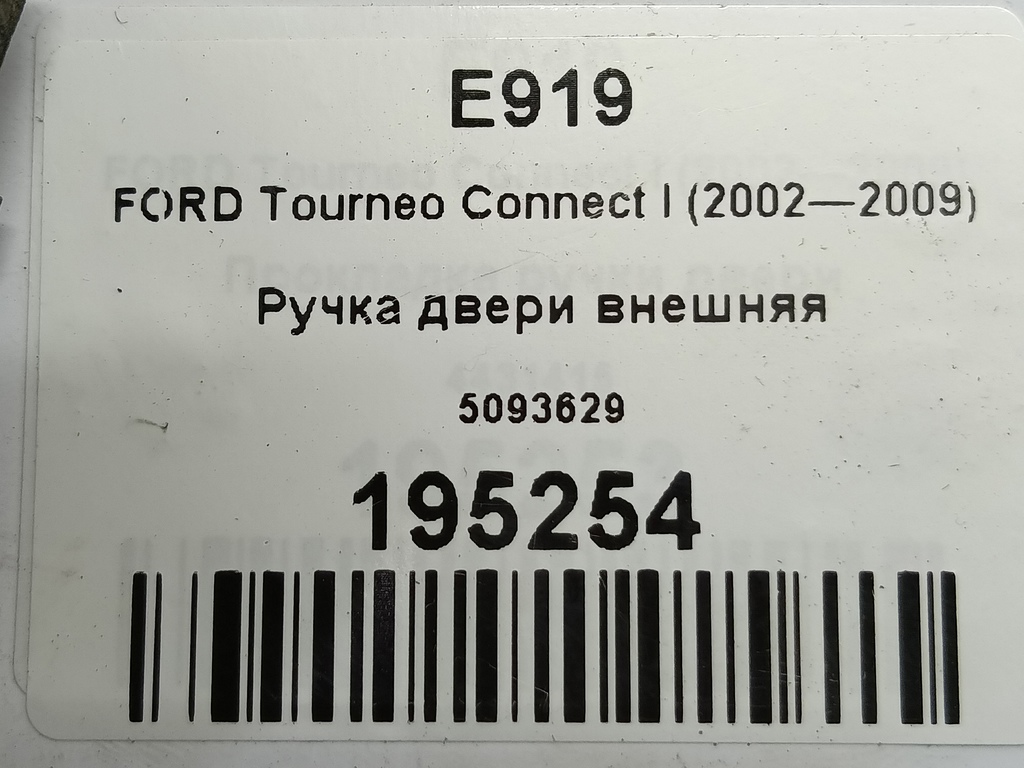 E919
FORD Tourneo Connect I (2002—2009)
Ручка двери внешняя
5093629
195254